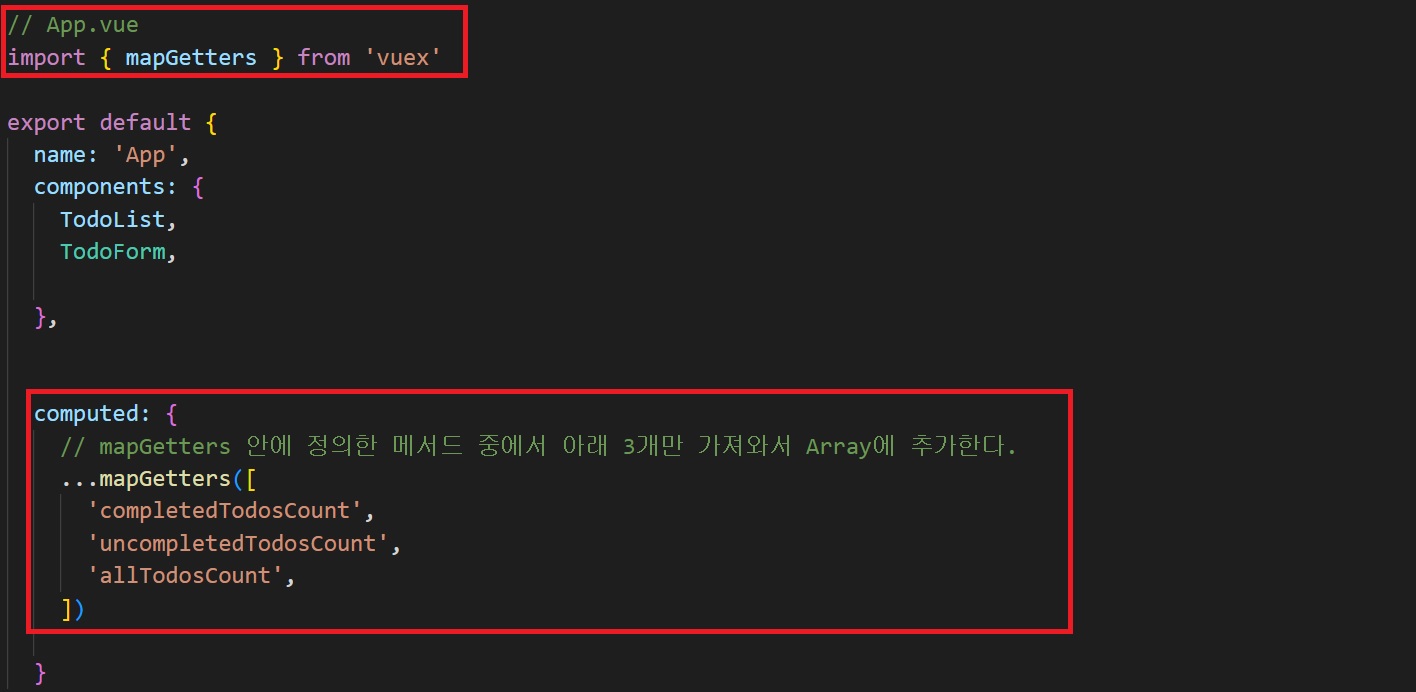 // App.vue
import { mapGetters } from 'vuex'
export default {
name: 'App',
components: {
TodoList,
TodoForm,
},
computed: {
// mapGetters 안에 정의한 메서드 중에서 아래 3개만 가져와서 Array에 추가한다.
...mapGetters([
'completedTodosCount',
'uncompletedTodosCount',
'allTodosCount',
])
}